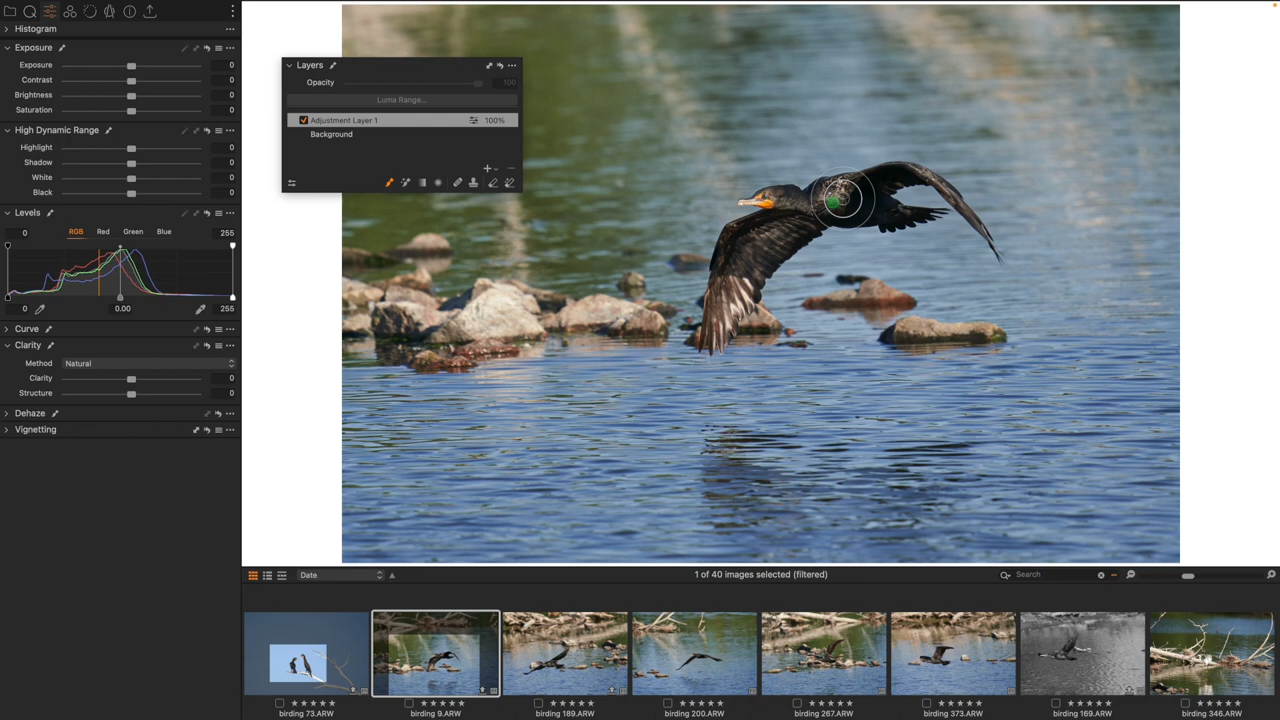 Histogram
Exposure
Exposure 0
Contrast 0
Brightness 0
Saturation 0
High Dynamic Range
Highlight 0
Shadow 0
White 0
Black 0
Levels
0 RGB Red Green Blue 255
0 0.00 255
Curve
Clarity
Method Natural
Clarity 0
Structure 0
Dehaze
Vignetting
Layers
Opacity 100
Luma Range...
Adjustment Layer 1 100%
Background
Date
1 of 40 images selected (filtered)
Search
birding 73.ARW
birding 9.ARW
birding 189.ARW
birding 200.ARW
birding 267.ARW
birding 373.ARW
birding 169.ARW
birding 346.ARW